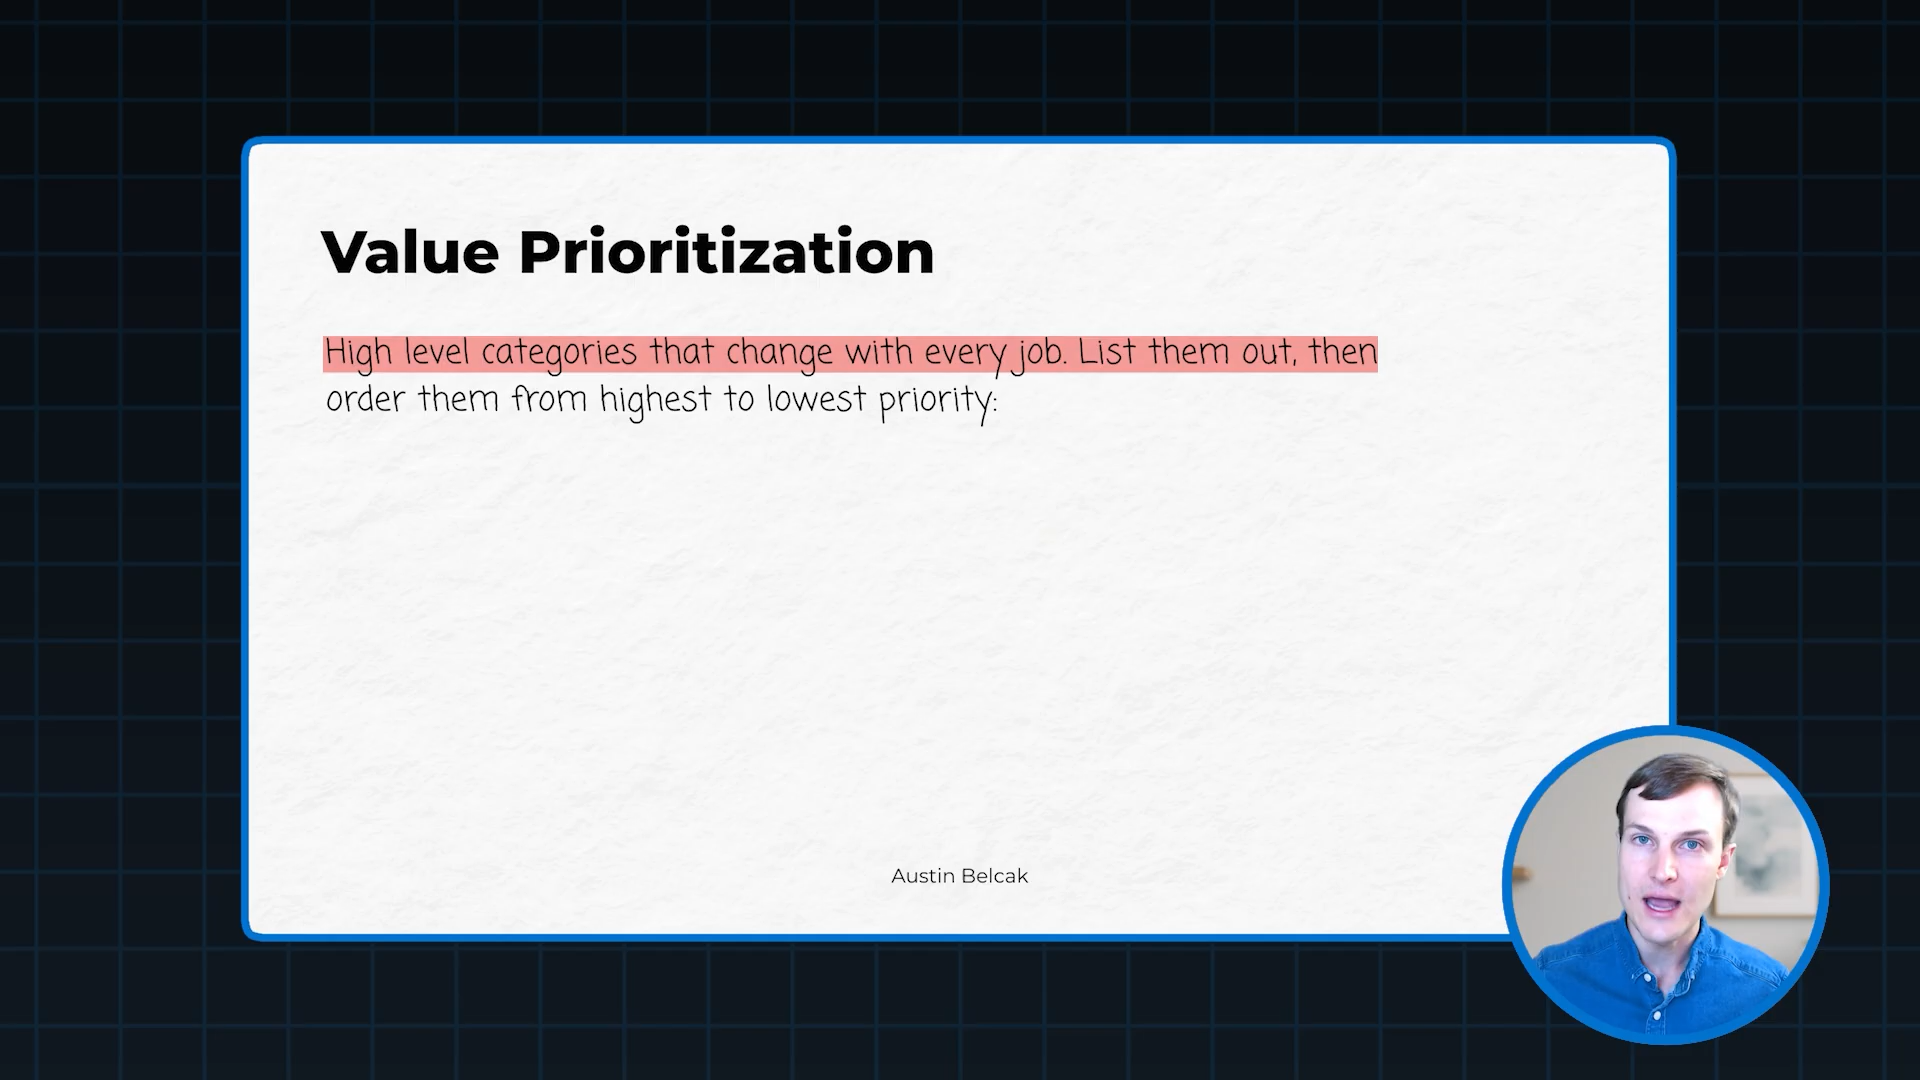 Value Prioritization
High level categories that change with every job. List them out, then
order them from highest to lowest priority:
Austin Belcak